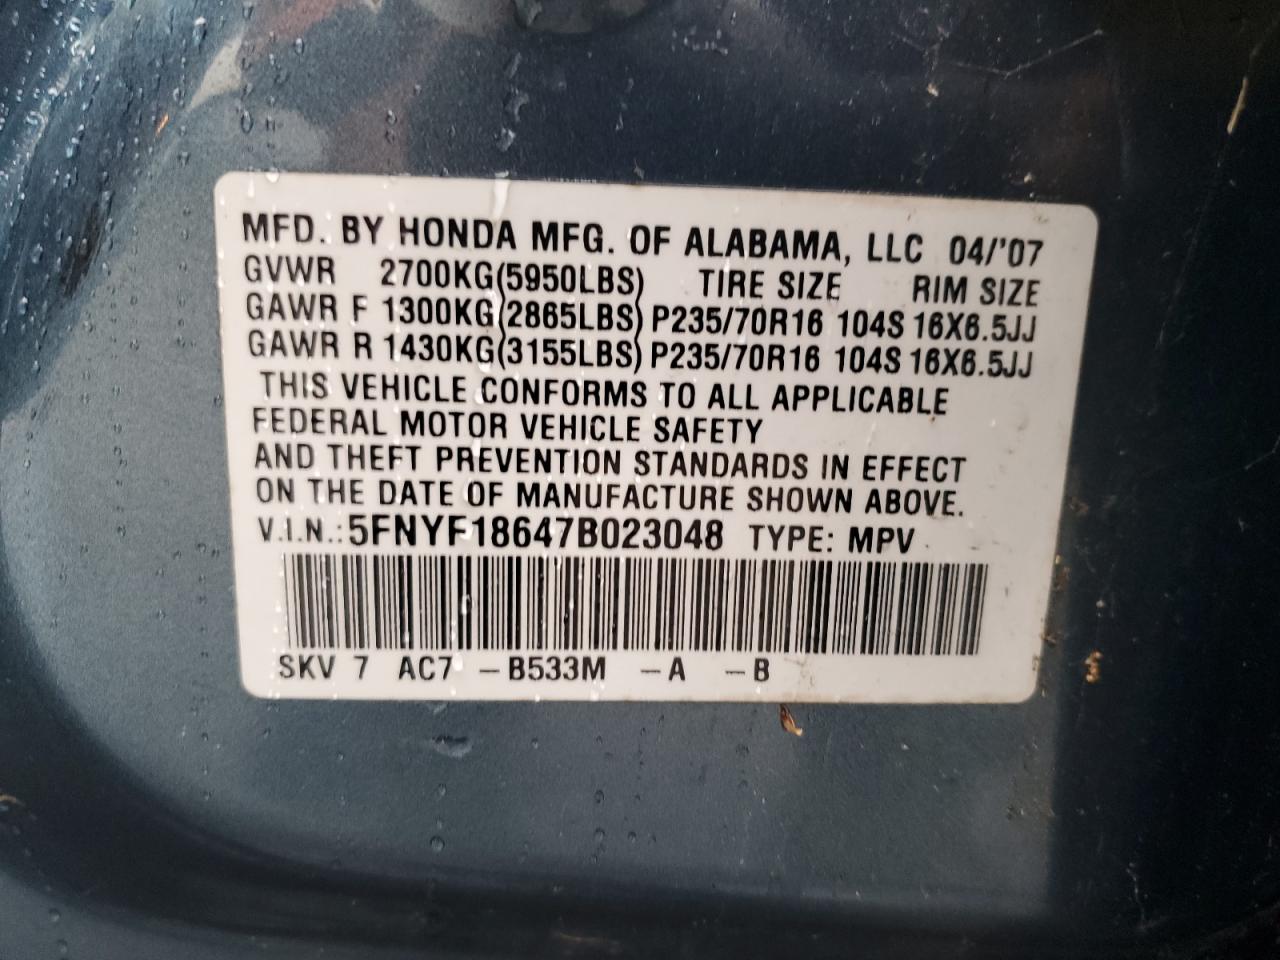 MFD. BY HONDA MFG. OF ALABAMA, LLC 04/'07
GVWR 2700KG(5950LBS) TIRE SIZE RIM SIZE
GAWR F 1300KG(2865LBS) P235/70R16 104S 16X6.5JJ
GAWR R 1430KG(3155LBS) P235/70R16 104S 16X6.5JJ
THIS VEHICLE CONFORMS TO ALL APPLICABLE
FEDERAL MOTOR VEHICLE SAFETY
AND THEFT PREVENTION STANDARDS IN EFFECT
ON THE DATE OF MANUFACTURE SHOWN ABOVE.
V.I.N.: 5FNYF18647B023048 TYPE: MPV
SKV 7 AC7 -B533M -A -B